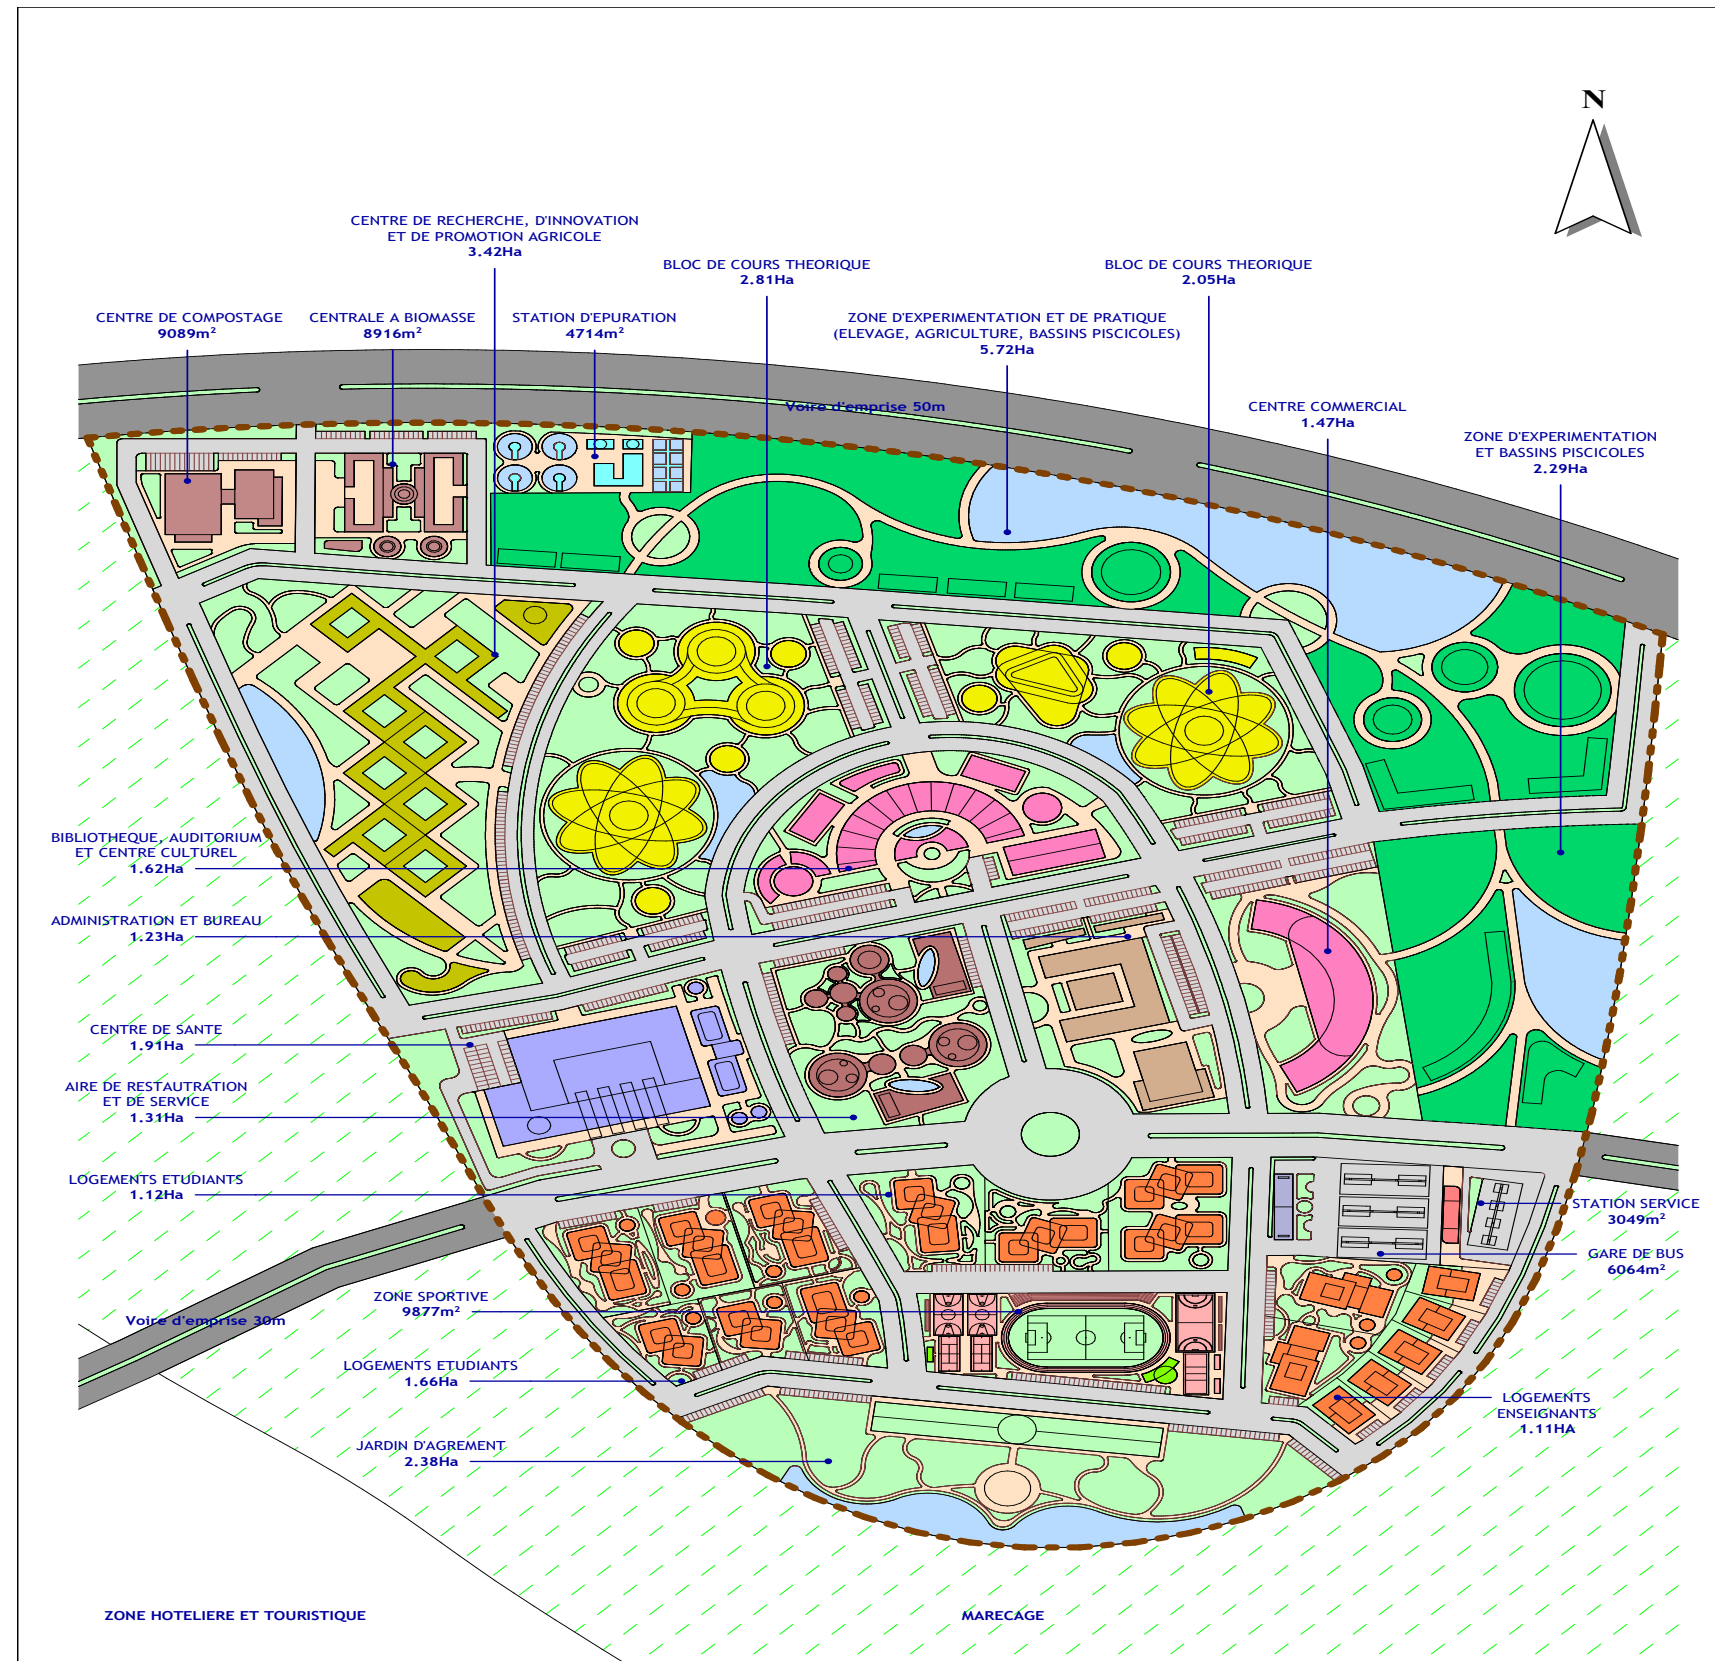 N
CENTRE DE RECHERCHE, D'INNOVATION
ET DE PROMOTION AGRICOLE
3.42Ha
BLOC DE COURS THEORIQUE
2.81Ha
BLOC DE COURS THEORIQUE
2.05Ha
CENTRE DE COMPOSTAGE
9089m²
CENTRALE A BIOMASSE
8916m²
STATION D'EPURATION
4714m²
ZONE D'EXPERIMENTATION ET DE PRATIQUE
(ELEVAGE, AGRICULTURE, BASSINS PISCICOLES)
5.72Ha
Voire d'emprise 50m
CENTRE COMMERCIAL
1.47Ha
ZONE D'EXPERIMENTATION
ET BASSINS PISCICOLES
2.29Ha
BIBLIOTHEQUE, AUDITORIUM
ET CENTRE CULTUREL
1.62Ha
ADMINISTRATION ET BUREAU
1.23Ha
CENTRE DE SANTE
1.91Ha
AIRE DE RESTAUTRATION
ET DE SERVICE
1.31Ha
LOGEMENTS ETUDIANTS
1.12Ha
STATION SERVICE
3049m²
GARE DE BUS
6064m²
ZONE SPORTIVE
9877m²
Voire d'emprise 30m
LOGEMENTS ETUDIANTS
1.66Ha
LOGEMENTS
ENSEIGNANTS
1.11HA
JARDIN D'AGREMENT
2.38Ha
ZONE HOTELIERE ET TOURISTIQUE
MARECAGE